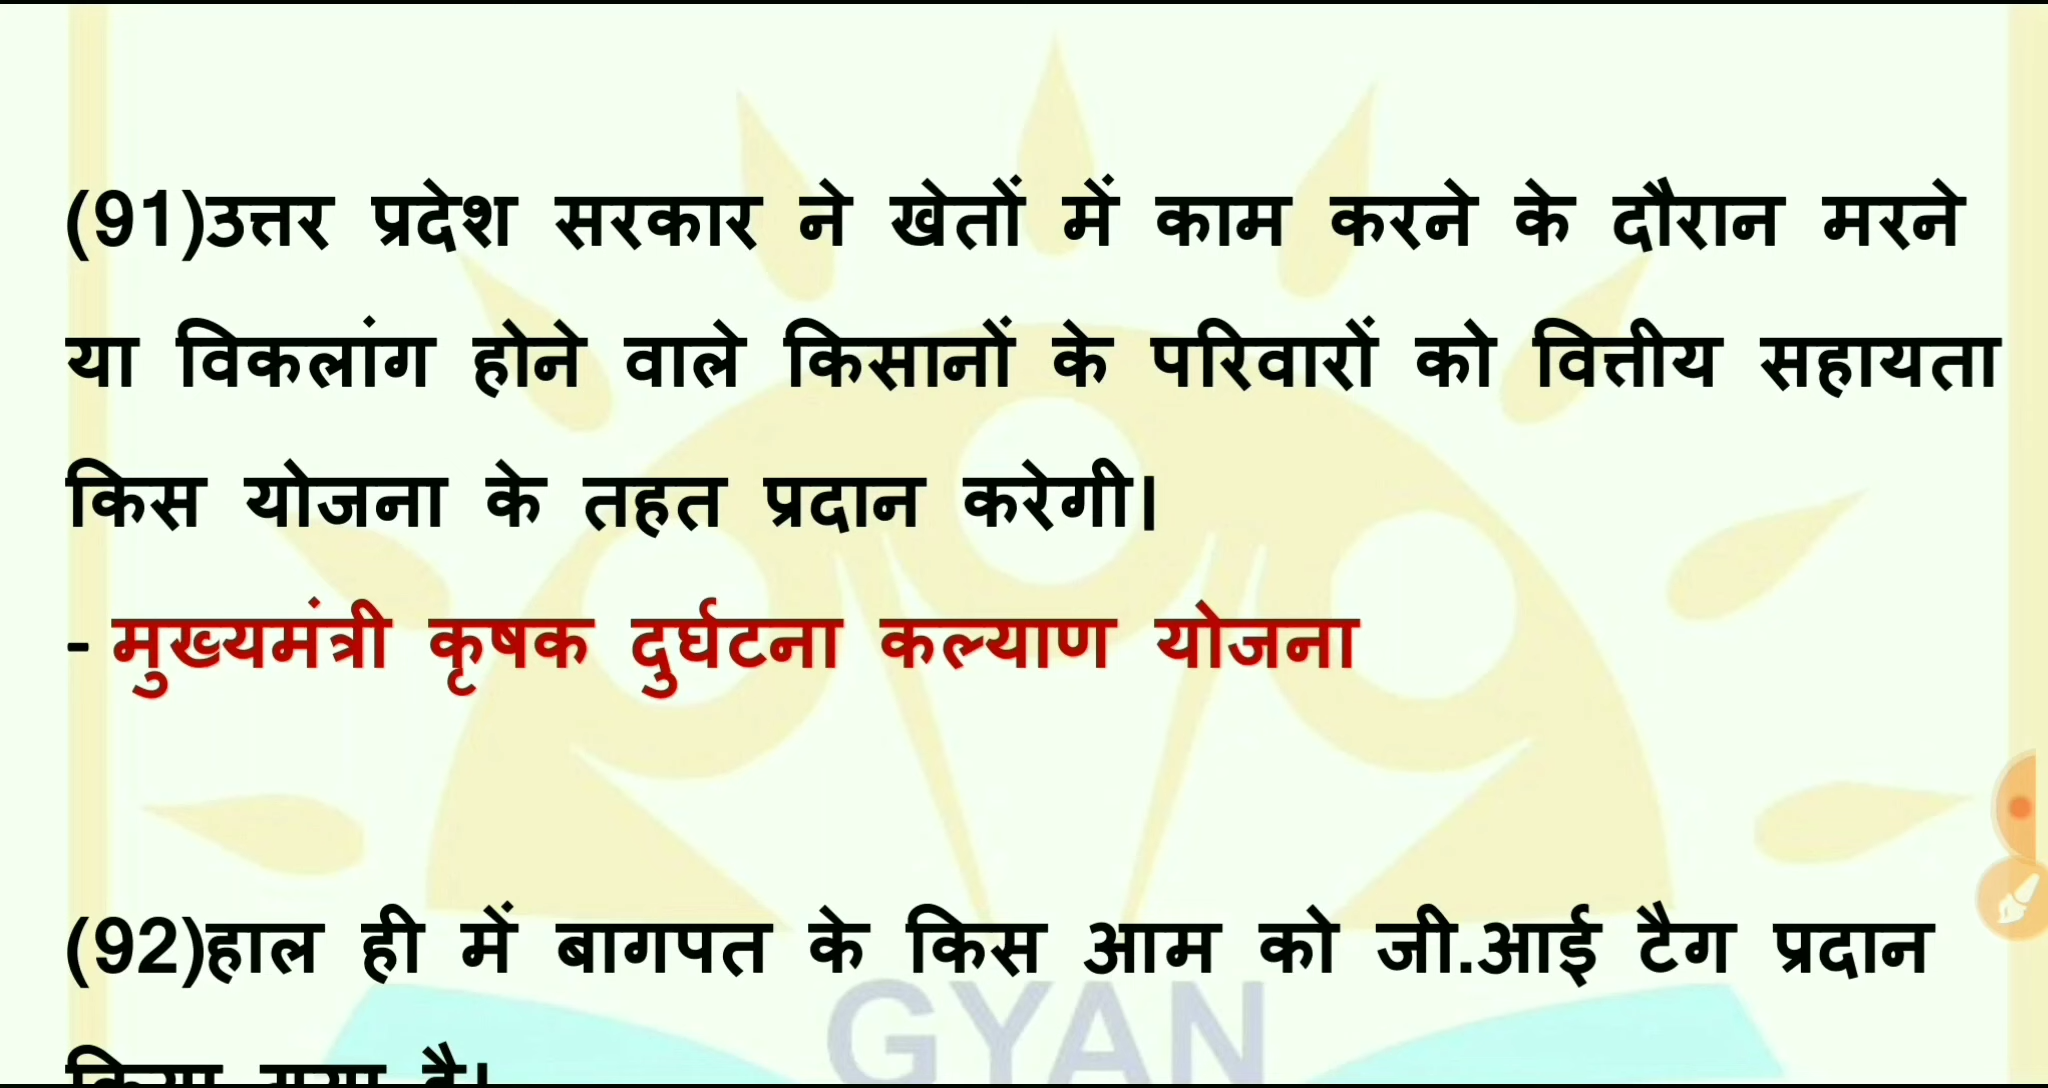 (91)उत्तर प्रदेश सरकार ने खेतों में काम करने के दौरान मरने
या विकलांग होने वाले किसानों के परिवारों को वित्तीय सहायता
किस योजना के तहत प्रदान करेगी।
- मुख्यमंत्री कृषक दुर्घटना कल्याण योजना
(92)हाल ही में बागपत के किस आम को जी.आई टैग प्रदान
किया गया है।
GYAN